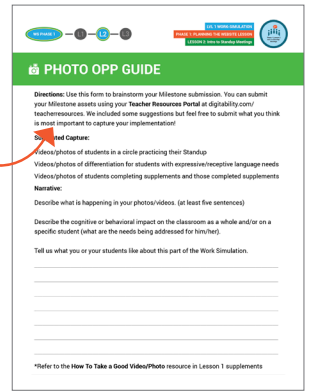 WS PHASE 1
L1
L2
L3
LVL 1 WORK SIMULATION
PHASE 1: PLANNING THE WEBSITE LESSON
LESSON 2: Intro to Standup Meetings
PHOTO OPP GUIDE
Directions: Use this form to brainstorm your Milestone submission. You can submit
your Milestone assets using your Teacher Resources Portal at digitability.com/
teacherresources. We included some suggestions but feel free to submit what you think
is most important to capture your implementation!
Suggested Capture:
Videos/photos of students in a circle practicing their Standup
Videos/photos of differentiation for students with expressive/receptive language needs
Videos/photos of students completing supplements and those completed supplements
Narrative:
Describe what is happening in your photos/videos. (at least five sentences)
Describe the cognitive or behavioral impact on the classroom as a whole and/or on a
specific student (what are the needs being addressed for him/her).
Tell us what you or your students like about this part of the Work Simulation.
*Refer to the How To Take a Good Video/Photo resource in Lesson 1 supplements